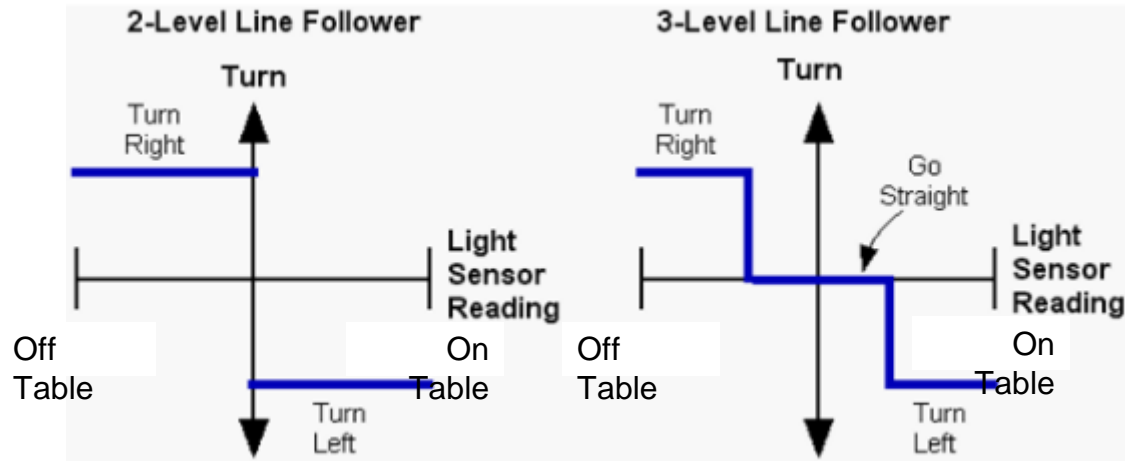 2-Level Line Follower
Turn
Turn
Right
Light
Sensor
Reading
Off
Table
On
Table
Turn
Left
3-Level Line Follower
Turn
Turn
Right
Go
Straight
Light
Sensor
Reading
Off
Table
On
Table
Turn
Left